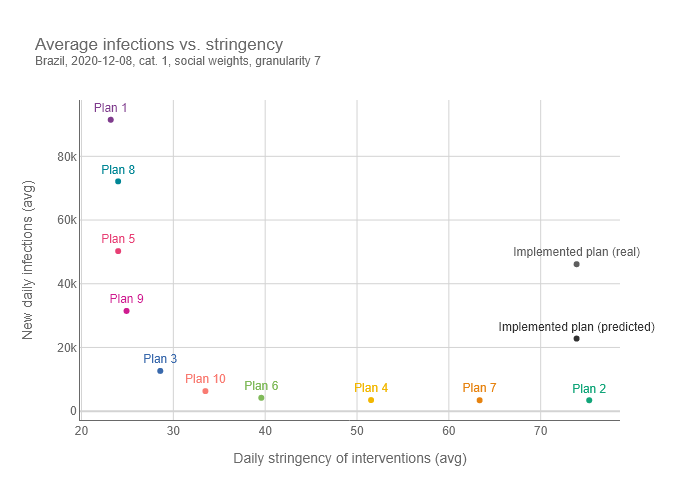 Average infections vs. stringency
Brazil, 2020-12-08, cat. 1, social weights, granularity 7
Plan 1
80k
Plan 8
60k
Plan 5
Implemented plan (real)
40k
Plan 9
Implemented plan (predicted)
20k
Plan 3
Plan 10
Plan 6
Plan 4
Plan 7
Plan 2
0
20
30
40
50
60
70
New daily infections (avg)
Daily stringency of interventions (avg)